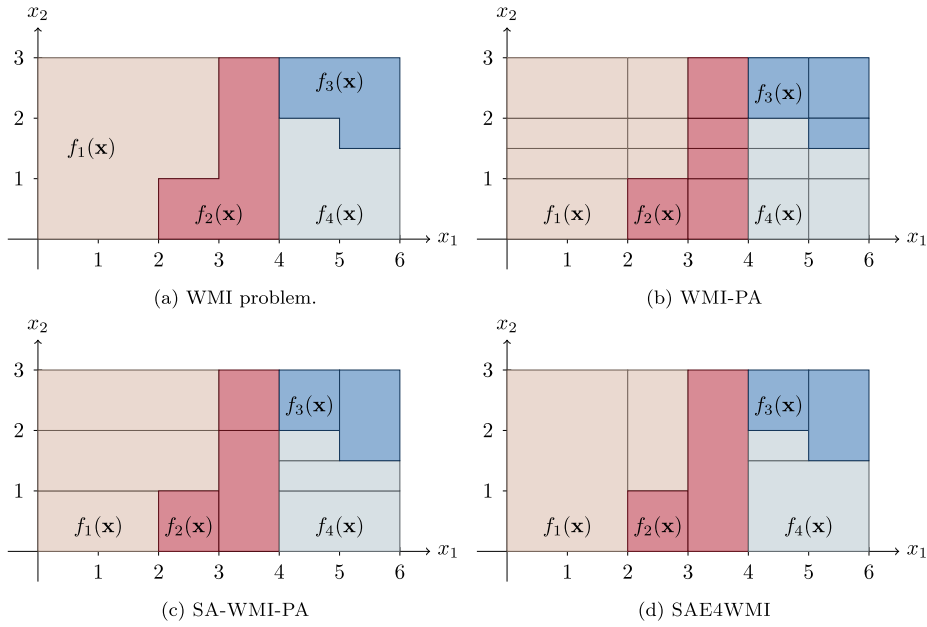 x₂
3
f₃(x)
2
f₁(x)
1
f₂(x)
f₄(x)
x₁
1 2 3 4 5 6
(a) WMI problem.
x₂
3
f₃(x)
2
1
f₁(x) f₂(x) f₄(x)
x₁
1 2 3 4 5 6
(b) WMI-PA
x₂
3
f₃(x)
2
1
f₁(x) f₂(x) f₄(x)
x₁
1 2 3 4 5 6
(c) SA-WMI-PA
x₂
3
f₃(x)
2
1
f₁(x) f₂(x) f₄(x)
x₁
1 2 3 4 5 6
(d) SAE4WMI